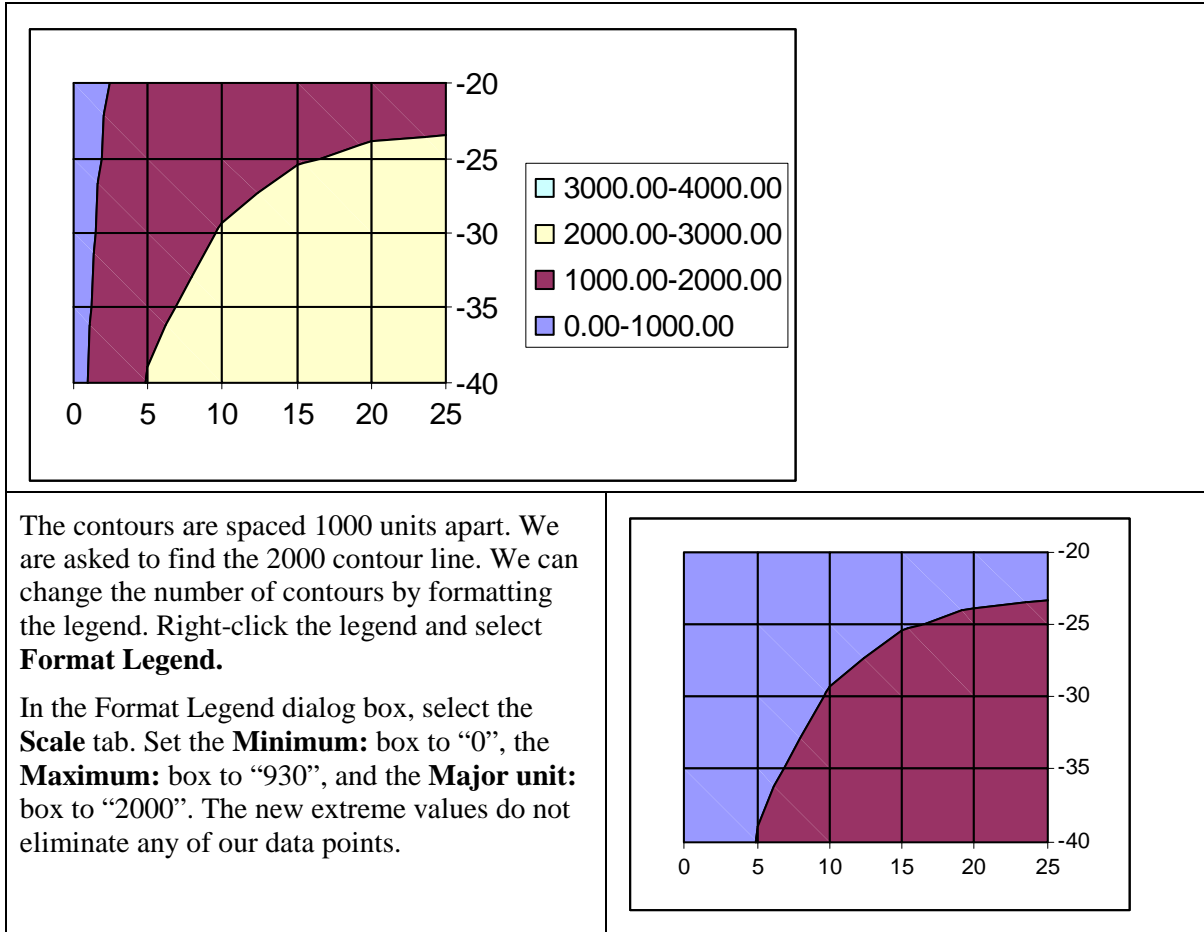 -20
-25
-30
-35
-40
0 5 10 15 20 25
3000.00-4000.00
2000.00-3000.00
1000.00-2000.00
0.00-1000.00
The contours are spaced 1000 units apart. We
are asked to find the 2000 contour line. We can
change the number of contours by formatting
the legend. Right-click the legend and select
Format Legend.
In the Format Legend dialog box, select the
Scale tab. Set the Minimum: box to “0”, the
Maximum: box to “930”, and the Major unit:
box to “2000”. The new extreme values do not
eliminate any of our data points.
-20
-25
-30
-35
-40
0 5 10 15 20 25